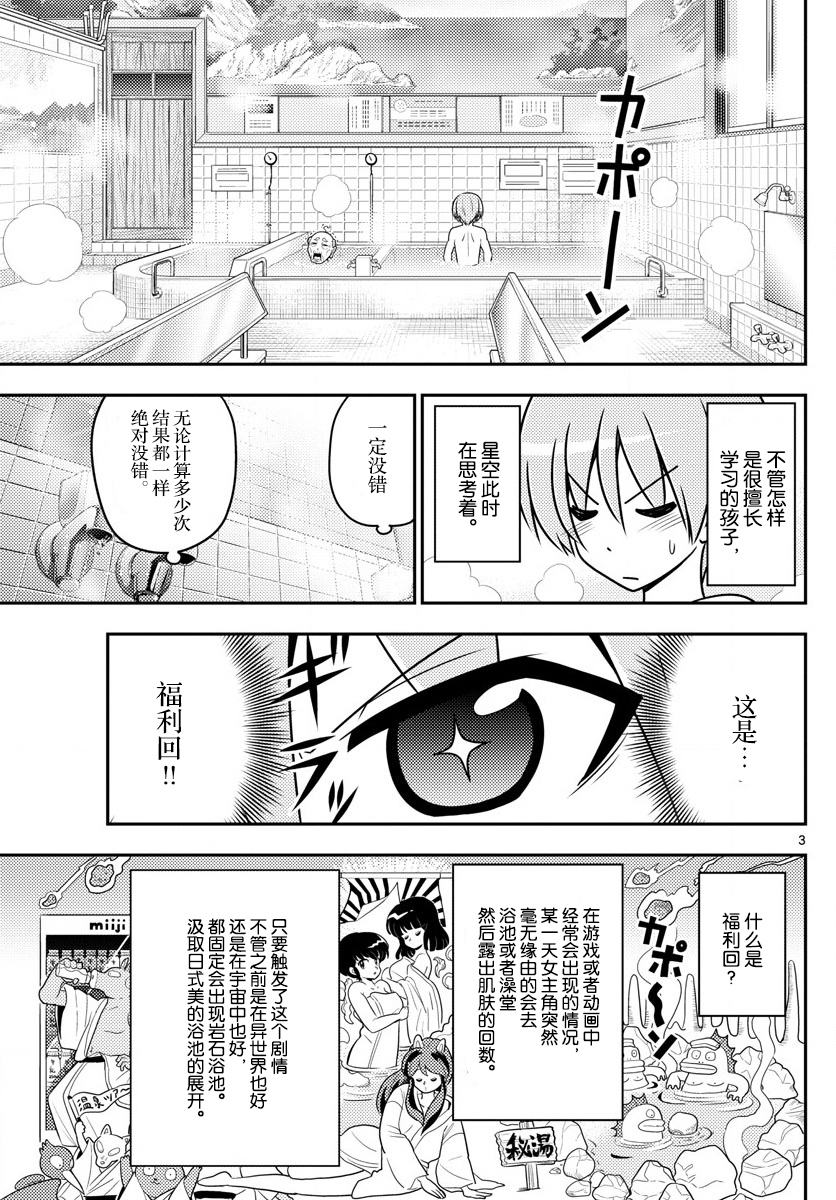 カポーン
不管怎样
是很擅长
学习的孩子,
星空此时
在思考着。
一定没错
无论计算多少次
结果都一样
绝对没错。
这是…
福利回!!
3
什么是
福利回?
カポ〜ン
在游戏或者动画中
经常会出现的情况,
某一天女主角突然
毫无缘由的会去
浴池或者澡堂
然后露出肌肤的回数。
只要触发了这个剧情
不管之前是在异世界也好
还是在宇宙中也好,
都固定会出现岩石浴池。
汲取日式美的浴池的展开。
miiji
温泉ツアー
秘湯